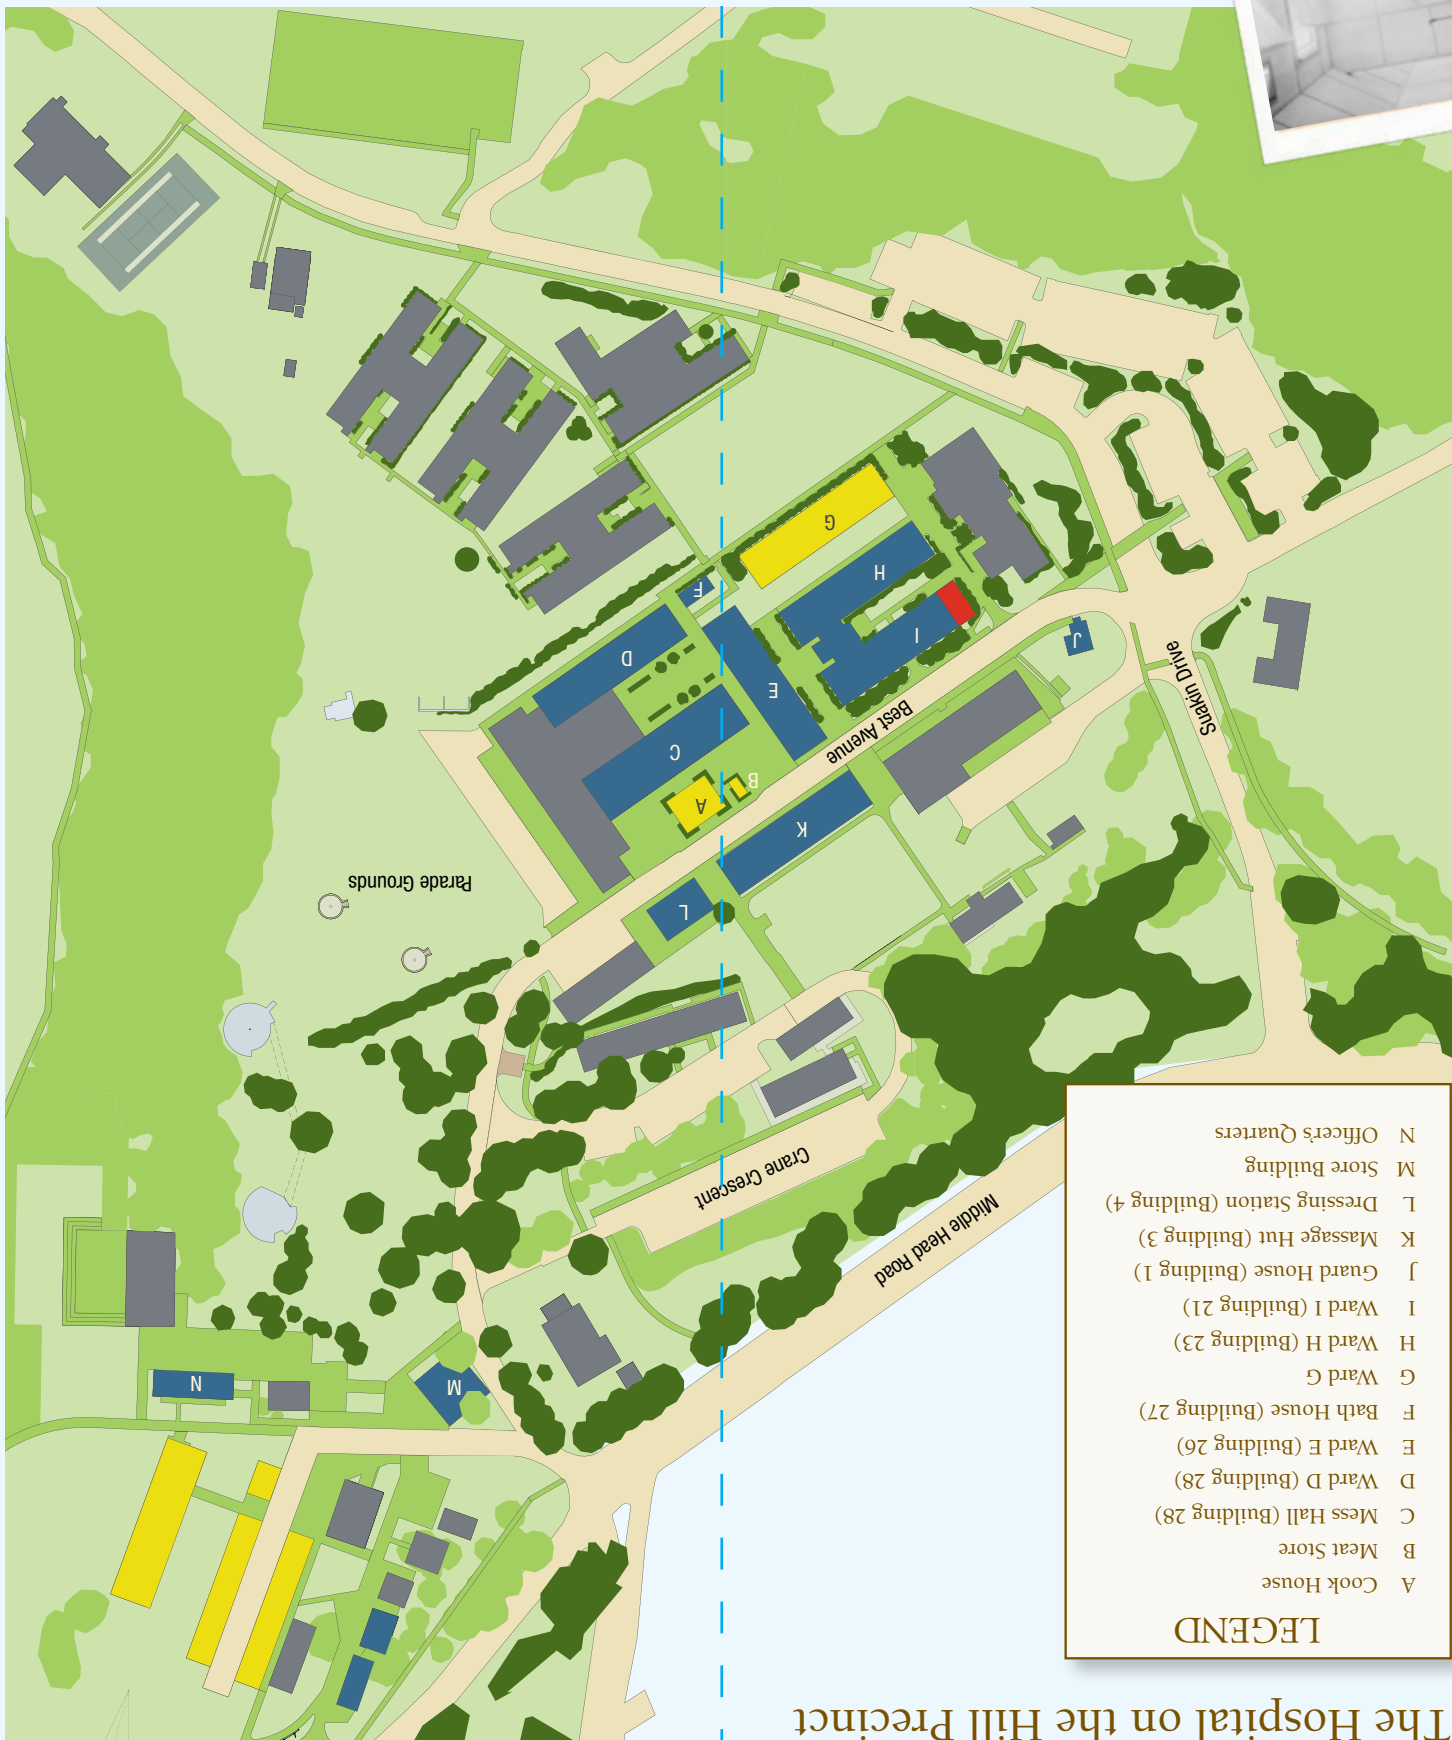 The Hospital on the Hill Precinct
LEGEND
A Cook House
B Meat Store
C Mess Hall (Building 28)
D Ward D (Building 28)
E Ward E (Building 26)
F Bath House (Building 27)
G Ward G
H Ward H (Building 23)
I Ward I (Building 21)
J Guard House (Building 1)
K Massage Hut (Building 3)
L Dressing Station (Building 4)
M Store Building
N Officer's Quarters
M
N
Middle Head Road
Crane Crescent
Parade Grounds
L
K
A
B
C
Best Avenue
Suakin Drive
E
D
J
I
F
H
G